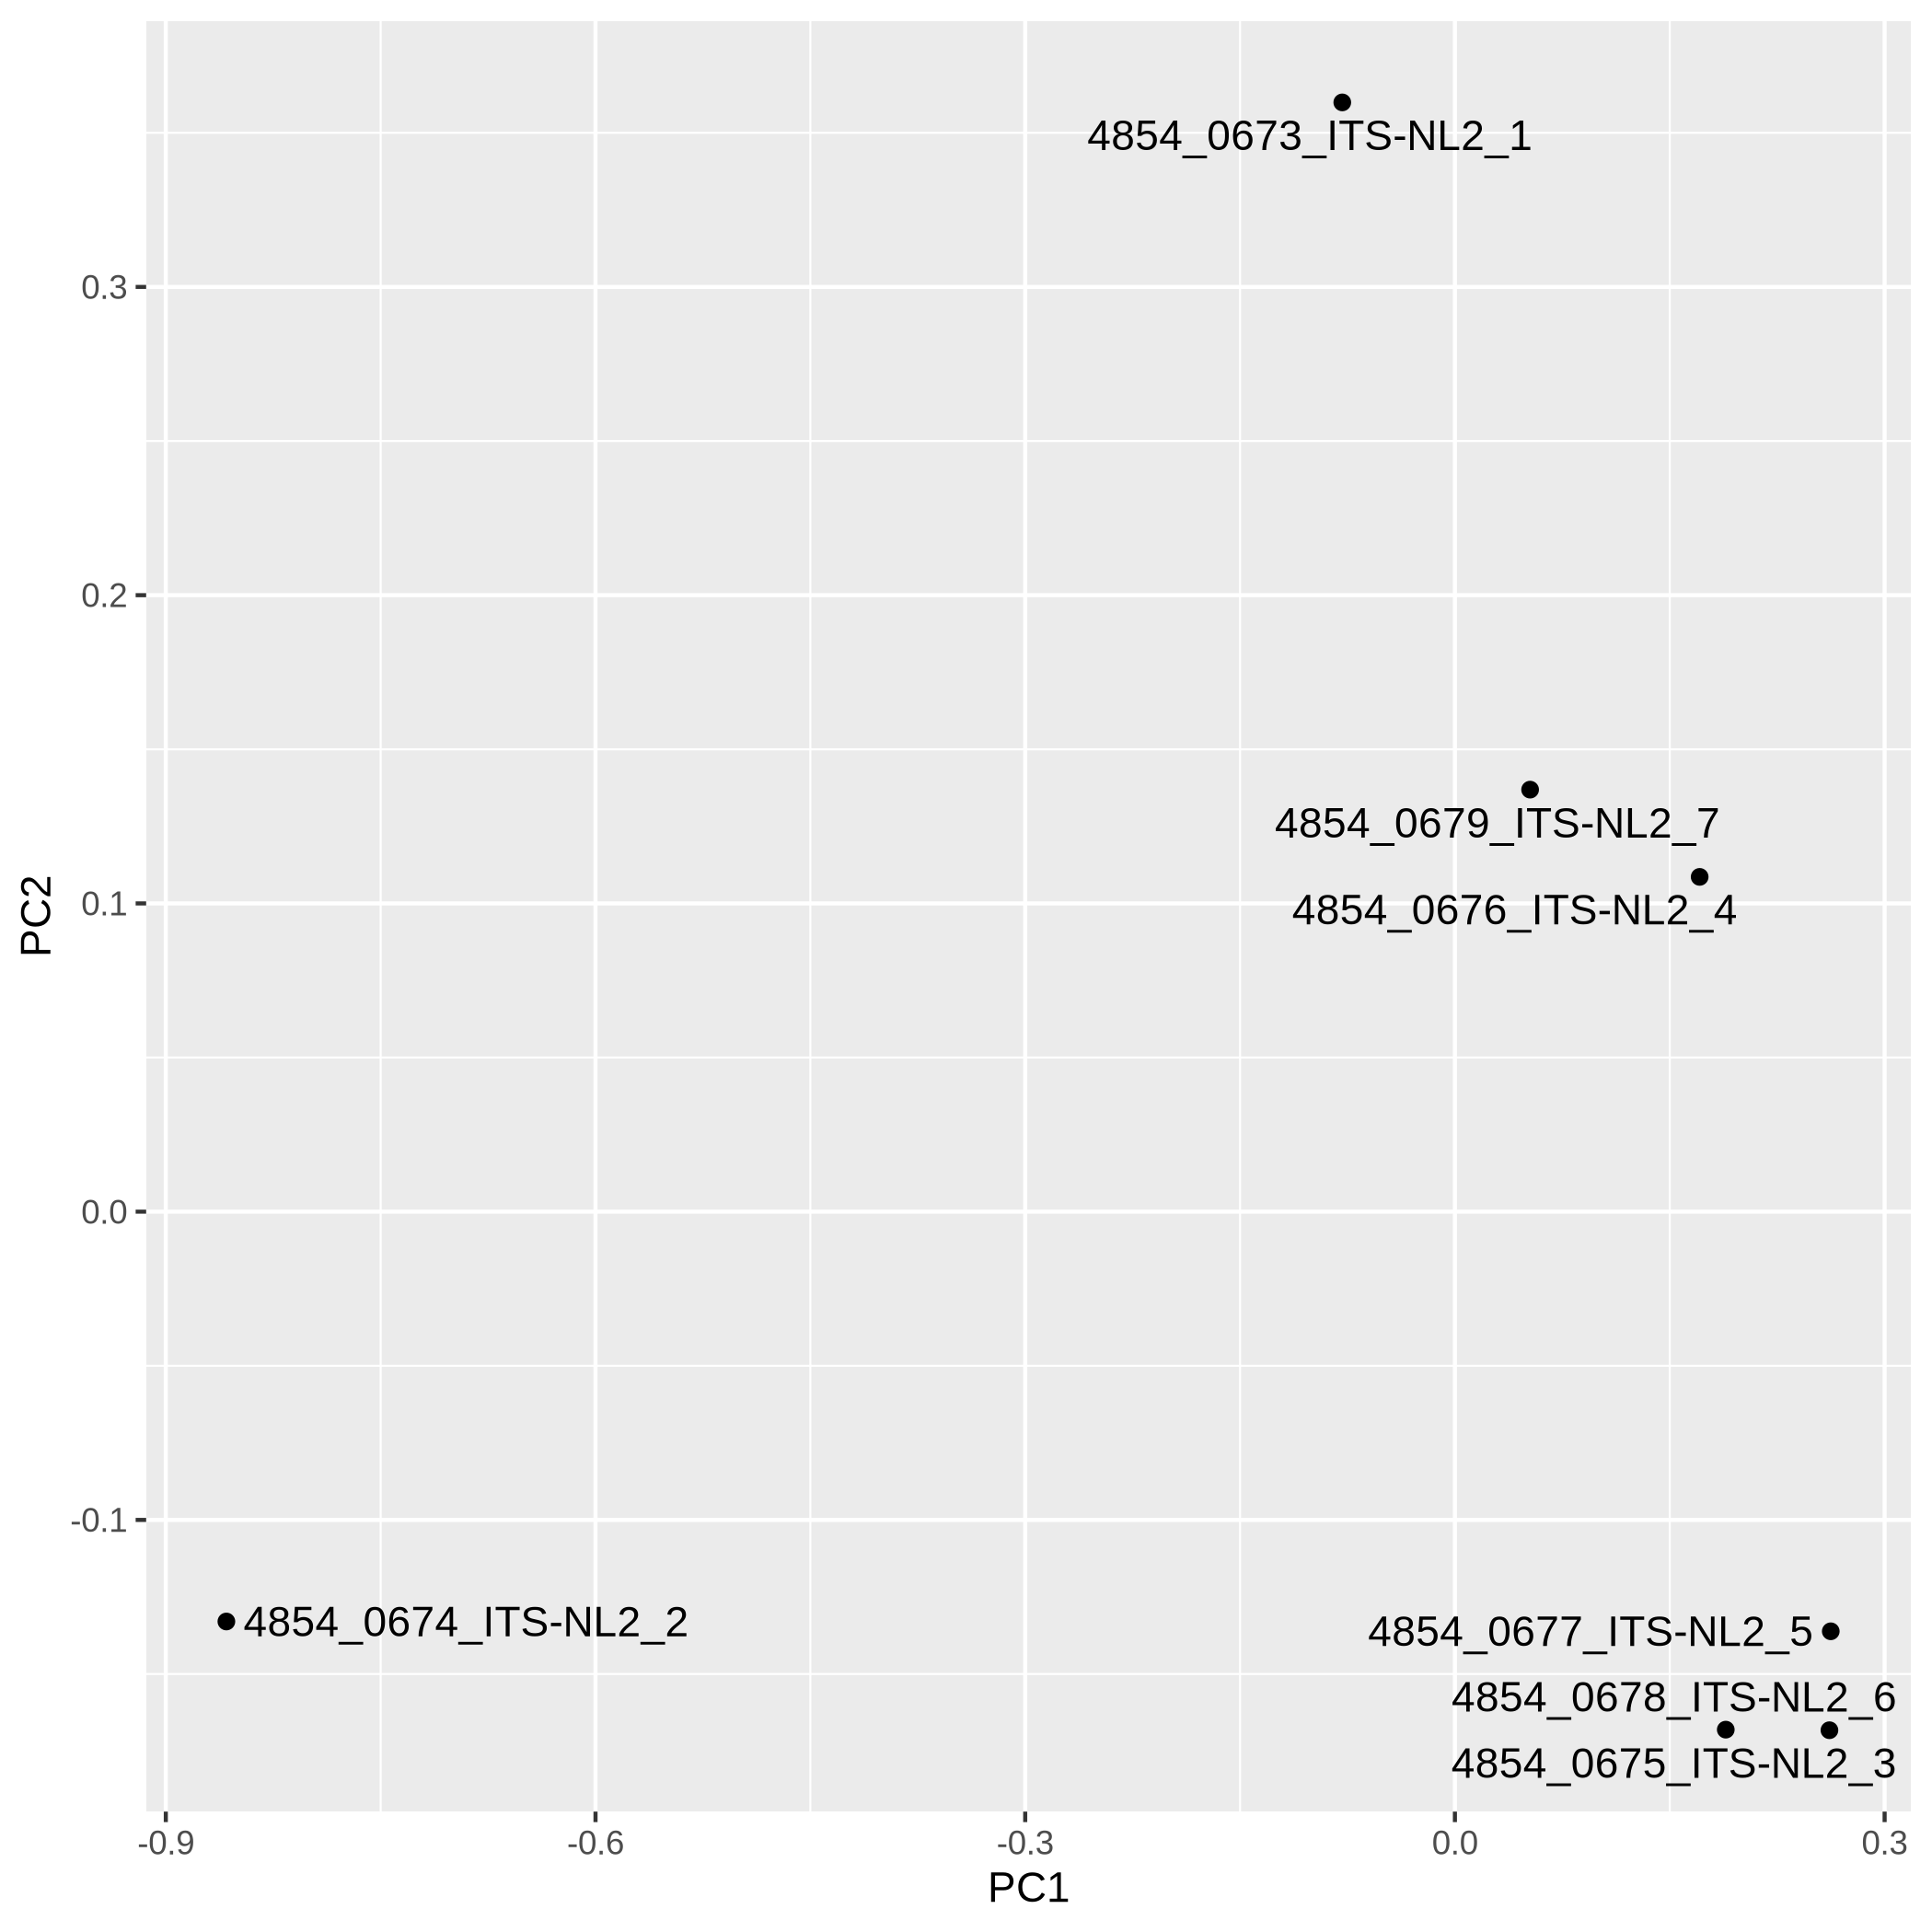 4854_0673_ITS-NL2_1
0.3
0.2
4854_0679_ITS-NL2_7
4854_0676_ITS-NL2_4
0.1
PC2
0.0
-0.1
4854_0674_ITS-NL2_2
4854_0677_ITS-NL2_5
4854_0678_ITS-NL2_6
4854_0675_ITS-NL2_3
-0.9 -0.6 -0.3 0.0 0.3
PC1